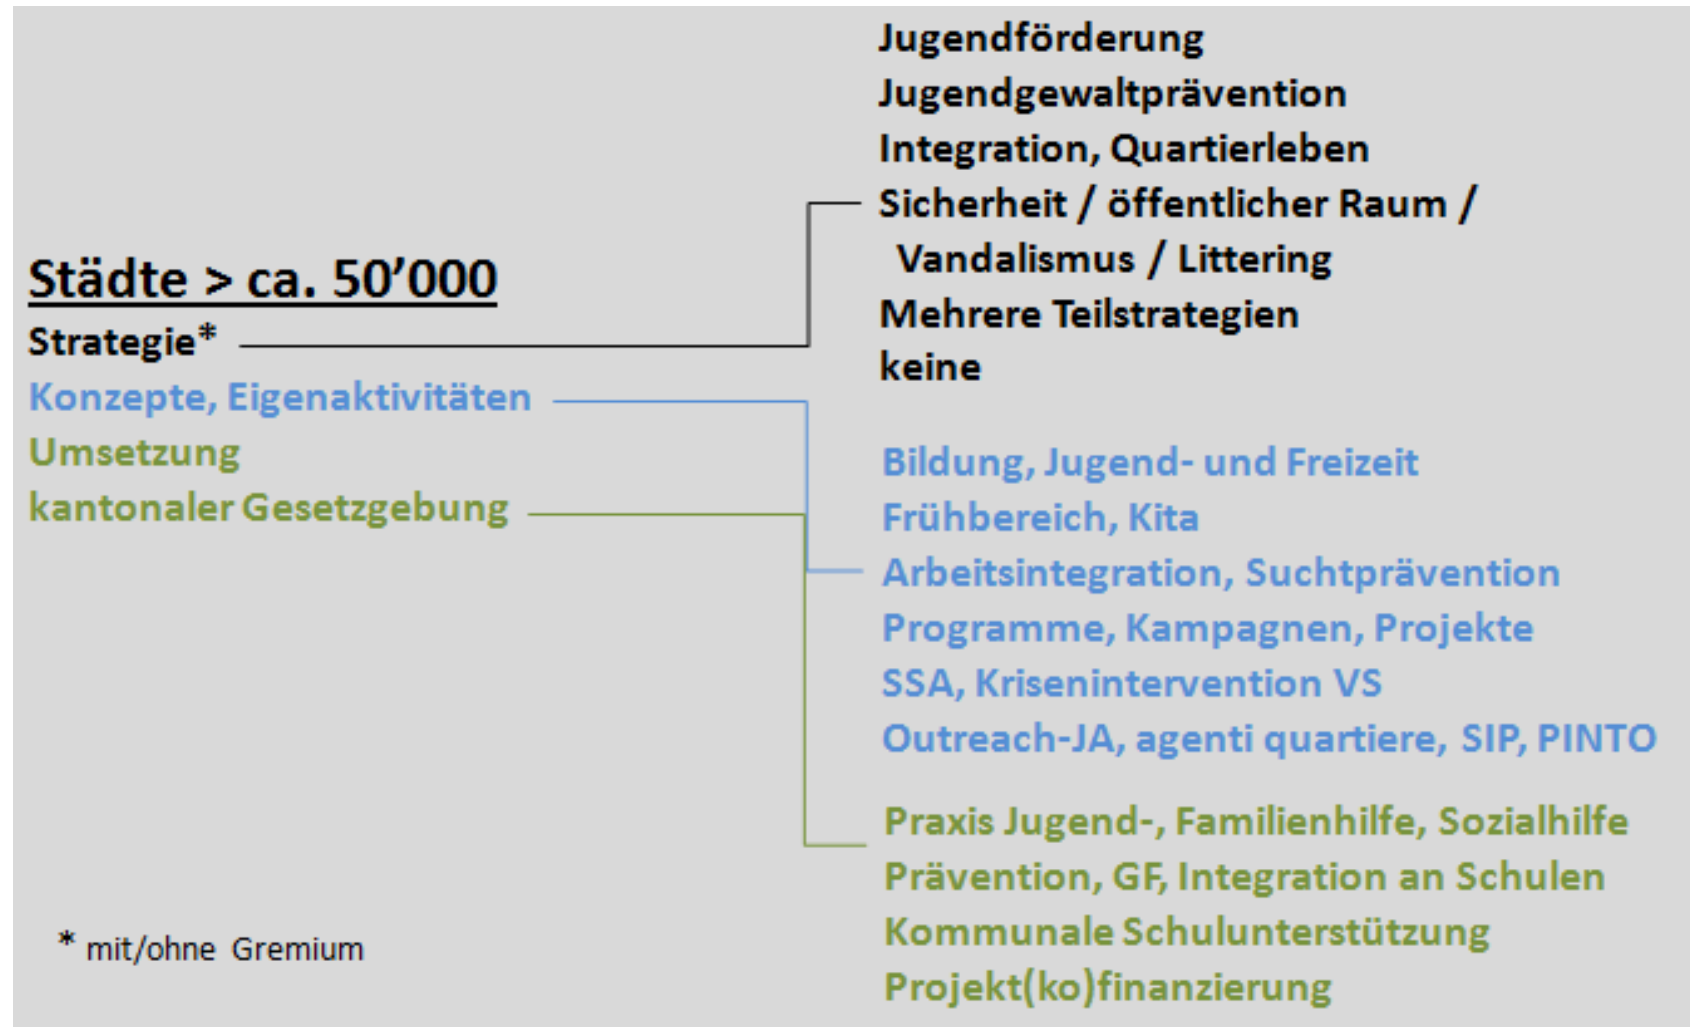 Städte > ca. 50’000
Strategie*
Konzepte, Eigenaktivitäten
Umsetzung
kantonaler Gesetzgebung
* mit/ohne Gremium
Jugendförderung
Jugendgewaltprävention
Integration, Quartierleben
Sicherheit / öffentlicher Raum /
Vandalismus / Littering
Mehrere Teilstrategien
keine
Bildung, Jugend- und Freizeit
Frühbereich, Kita
Arbeitsintegration, Suchtprävention
Programme, Kampagnen, Projekte
SSA, Krisenintervention VS
Outreach-JA, agenti quartiere, SIP, PINTO
Praxis Jugend-, Familienhilfe, Sozialhilfe
Prävention, GF, Integration an Schulen
Kommunale Schulunterstützung
Projekt(ko)finanzierung